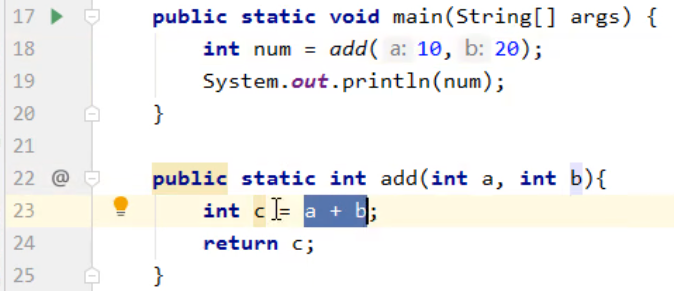 17 public static void main(String[] args) {
18 int num = add( a: 10, b: 20);
19 System.out.println(num);
20 }
21
22 @ public static int add(int a, int b){
23 int c = a + b;
24 return c;
25 }